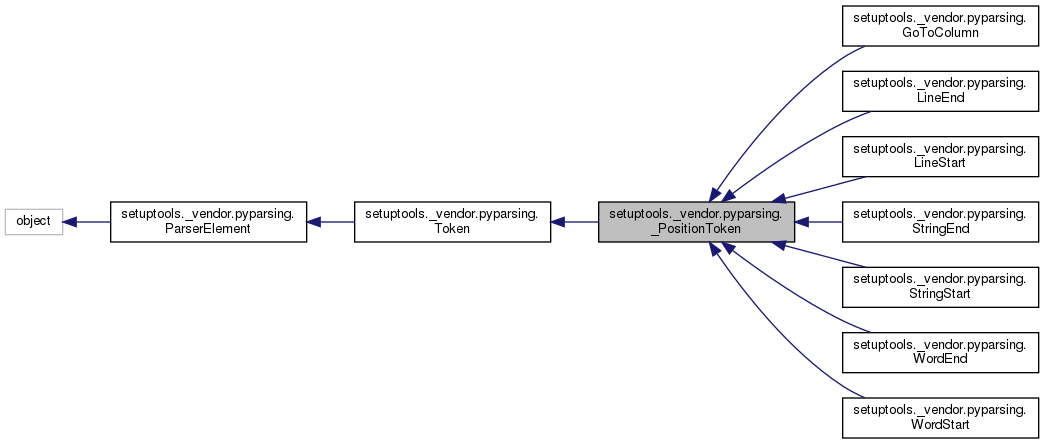 object
setuptools._vendor.pyparsing.
ParserElement
setuptools._vendor.pyparsing.
Token
setuptools._vendor.pyparsing.
_PositionToken
setuptools._vendor.pyparsing.
GoToColumn
setuptools._vendor.pyparsing.
LineEnd
setuptools._vendor.pyparsing.
LineStart
setuptools._vendor.pyparsing.
StringEnd
setuptools._vendor.pyparsing.
StringStart
setuptools._vendor.pyparsing.
WordEnd
setuptools._vendor.pyparsing.
WordStart